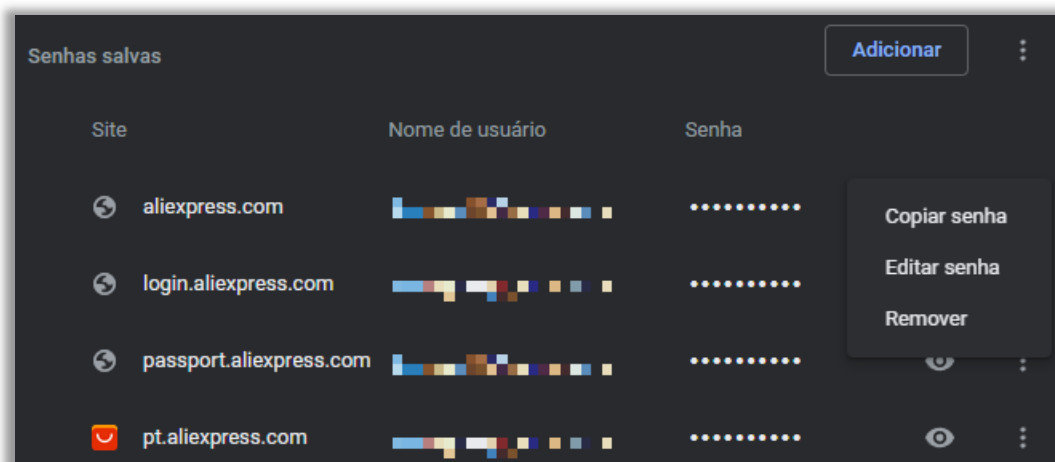 Senhas salvas Adicionar
Site Nome de usuário Senha
aliexpress.com ••••••••••
Copiar senha
login.aliexpress.com ••••••••••
Editar senha
Remover
passport.aliexpress.com ••••••••••
pt.aliexpress.com ••••••••••